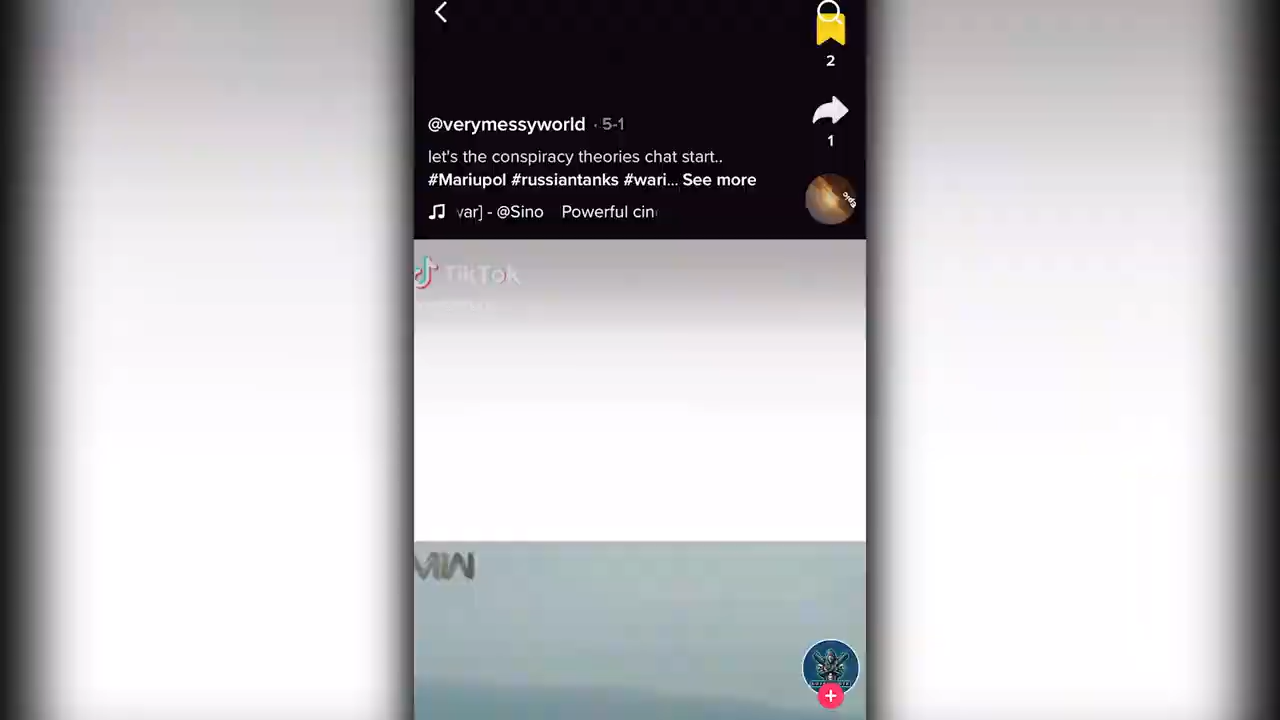 2
1
@verymessyworld · 5-1
let's the conspiracy theories chat start..
#Mariupol #russiantanks #wari... See more
var] - @Sino Powerful cin
Epic
TikTok